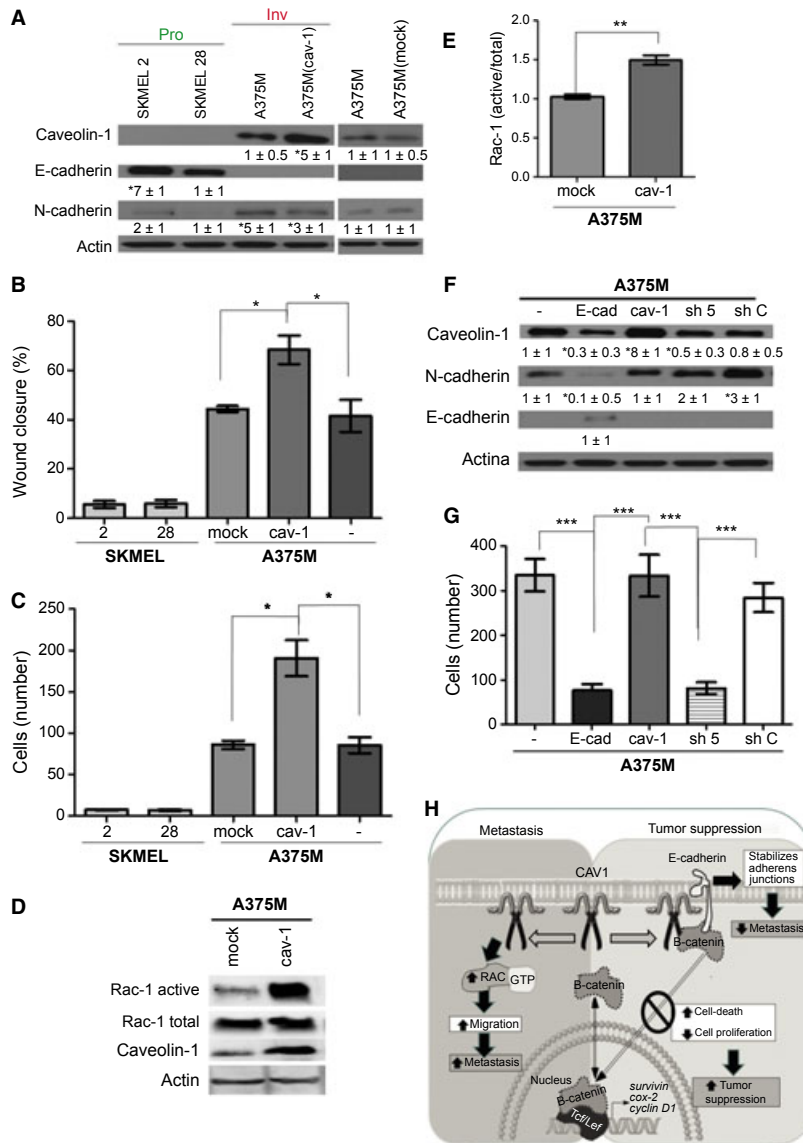 A
Pro
Inv
SKMEL 2
SKMEL 28
A375M
A375M(cav-1)
A375M
A375M(mock)
Caveolin-1
1 ± 0.5 *5 ± 1 1 ± 1 1 ± 0.5
E-cadherin
*7 ± 1 1 ± 1
N-cadherin
2 ± 1 1 ± 1 *5 ± 1 *3 ± 1 1 ± 1 1 ± 1
Actin
B
Wound closure (%)
80
60
40
20
0
* *
2 28 mock cav-1 -
SKMEL A375M
C
Cells (number)
250
200
150
100
50
0
* *
2 28 mock cav-1 -
SKMEL A375M
D
A375M
mock
cav-1
Rac-1 active
Rac-1 total
Caveolin-1
Actin
E
Rac-1 (active/total)
2.0
1.5
1.0
0.5
0.0
**
mock cav-1
A375M
F
A375M
- E-cad cav-1 sh 5 sh C
Caveolin-1
1 ± 1 *0.3 ± 0.3 *8 ± 1 *0.5 ± 0.3 0.8 ± 0.5
N-cadherin
1 ± 1 *0.1 ± 0.5 1 ± 1 2 ± 1 *3 ± 1
E-cadherin
1 ± 1
Actina
G
Cells (number)
400
300
200
100
0
*** *** *** ***
- E-cad cav-1 sh 5 sh C
A375M
H
Metastasis
Tumor suppression
CAV1
E-cadherin
Stabilizes
adherens
junctions
Metastasis
B-catenin
RAC
GTP
B-catenin
Migration
Cell-death
Cell proliferation
Metastasis
Tumor
suppression
Nucleus
B-catenin
Tcf/Lef
survivin
cox-2
cyclin D1